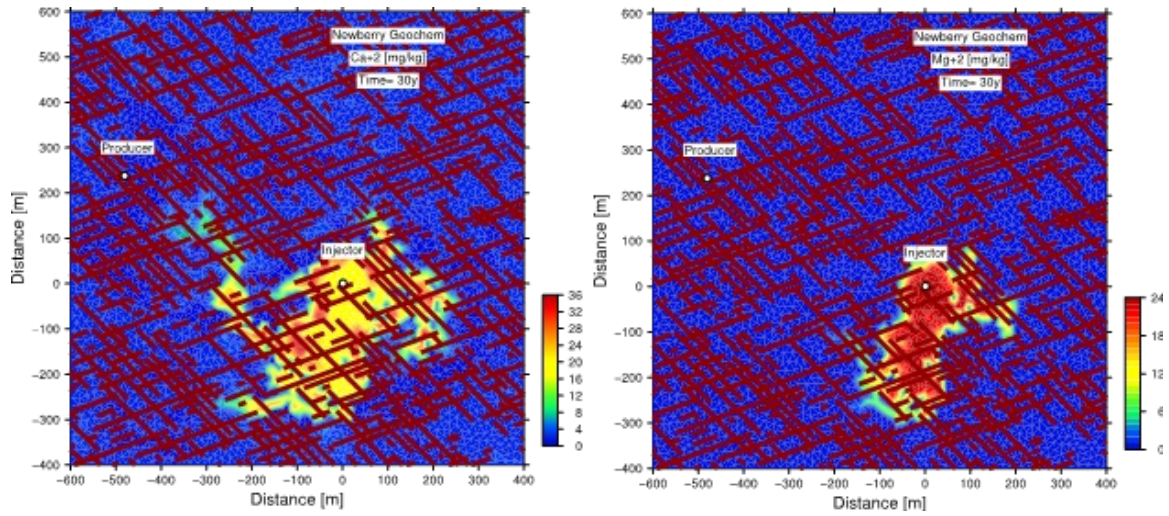 600
500
400
300
200
100
0
−100
−200
−300
−400
−600 −500 −400 −300 −200 −100 0 100 200 300 400
Distance [m]
Distance [m]
Newberry Geochem
Ca+2 [mg/kg]
Time= 30y
Producer
Injector
36
32
28
24
20
16
12
8
4
0
600
500
400
300
200
100
0
−100
−200
−300
−400
−600 −500 −400 −300 −200 −100 0 100 200 300 400
Distance [m]
Distance [m]
Newberry Geochem
Mg+2 [mg/kg]
Time= 30y
Producer
Injector
24
18
12
6
0